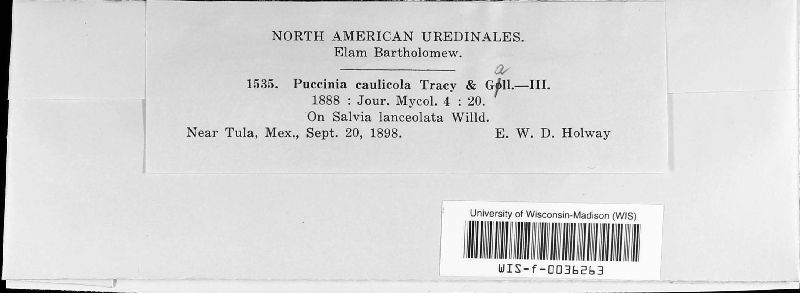 NORTH AMERICAN UREDINALES.
Elam Bartholomew.
1535. Puccinia caulicola Tracy & Gall.—III.
1888 : Jour. Mycol. 4 : 20.
On Salvia lanceolata Willd.
Near Tula, Mex., Sept. 20, 1898. E. W. D. Holway
University of Wisconsin-Madison (WIS)
WIS-f-0036263